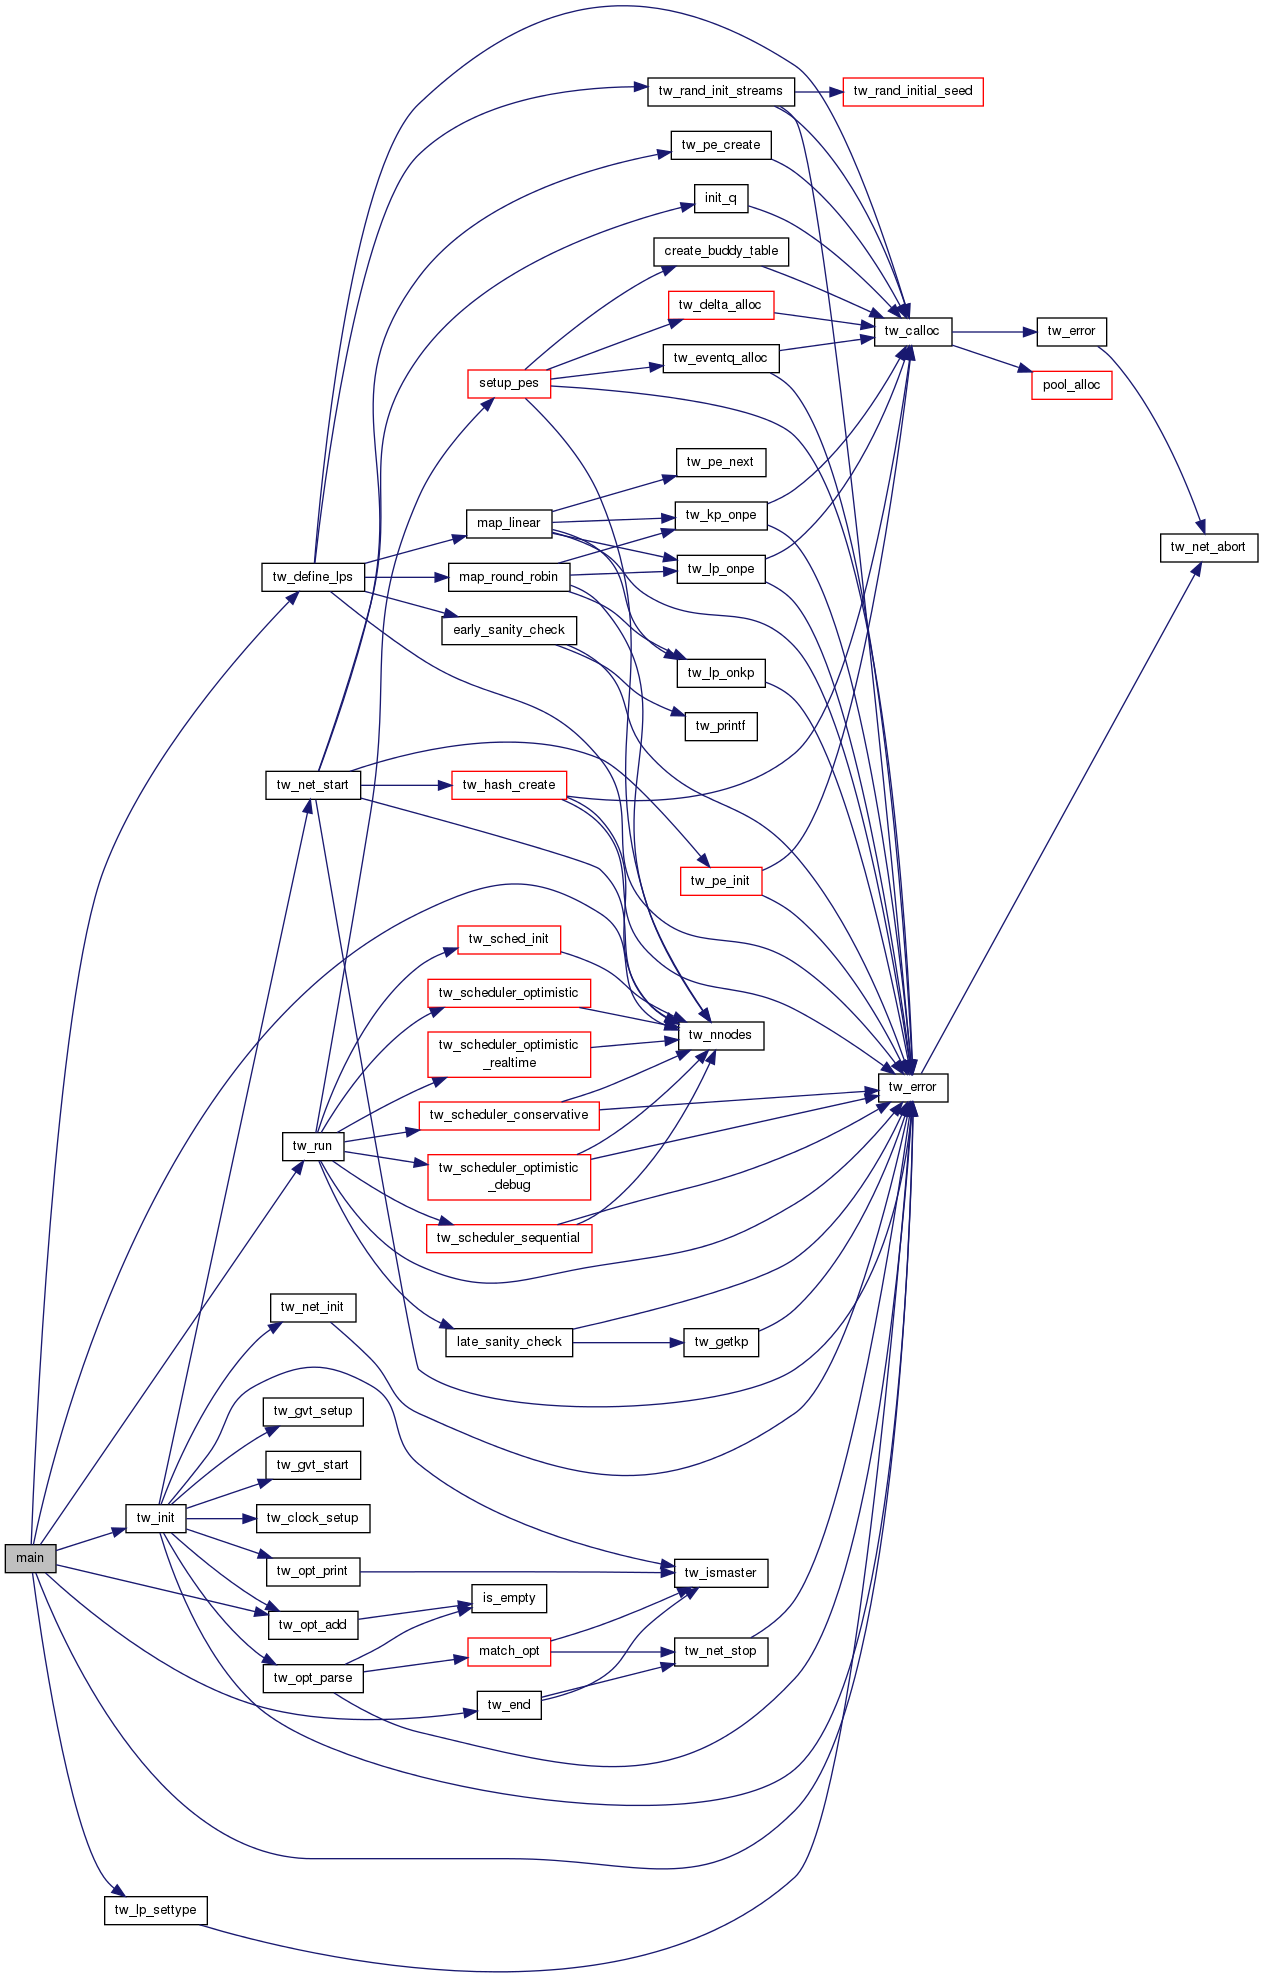 tw_rand_init_streams
tw_rand_initial_seed
tw_pe_create
init_q
create_buddy_table
tw_delta_alloc
tw_calloc
tw_error
tw_eventq_alloc
setup_pes
pool_alloc
tw_pe_next
tw_kp_onpe
map_linear
tw_net_abort
tw_lp_onpe
tw_define_lps
map_round_robin
early_sanity_check
tw_lp_onkp
tw_printf
tw_net_start
tw_hash_create
tw_pe_init
tw_sched_init
tw_scheduler_optimistic
tw_nnodes
tw_scheduler_optimistic
_realtime
tw_error
tw_scheduler_conservative
tw_run
tw_scheduler_optimistic
_debug
tw_scheduler_sequential
tw_net_init
late_sanity_check
tw_getkp
tw_gvt_setup
tw_gvt_start
tw_init
tw_clock_setup
main
tw_opt_print
tw_ismaster
is_empty
tw_opt_add
match_opt
tw_net_stop
tw_opt_parse
tw_end
tw_lp_settype